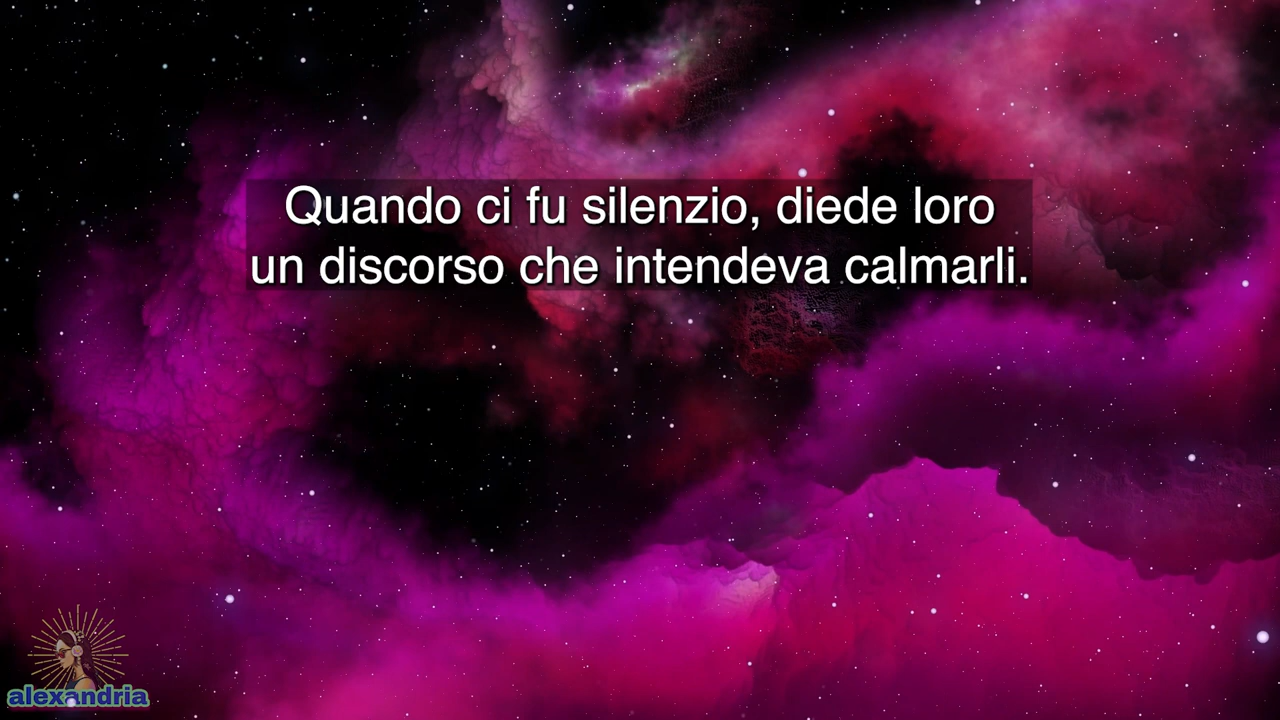 Quando ci fu silenzio, diede loro
un discorso che intendeva calmarli.
alexandria